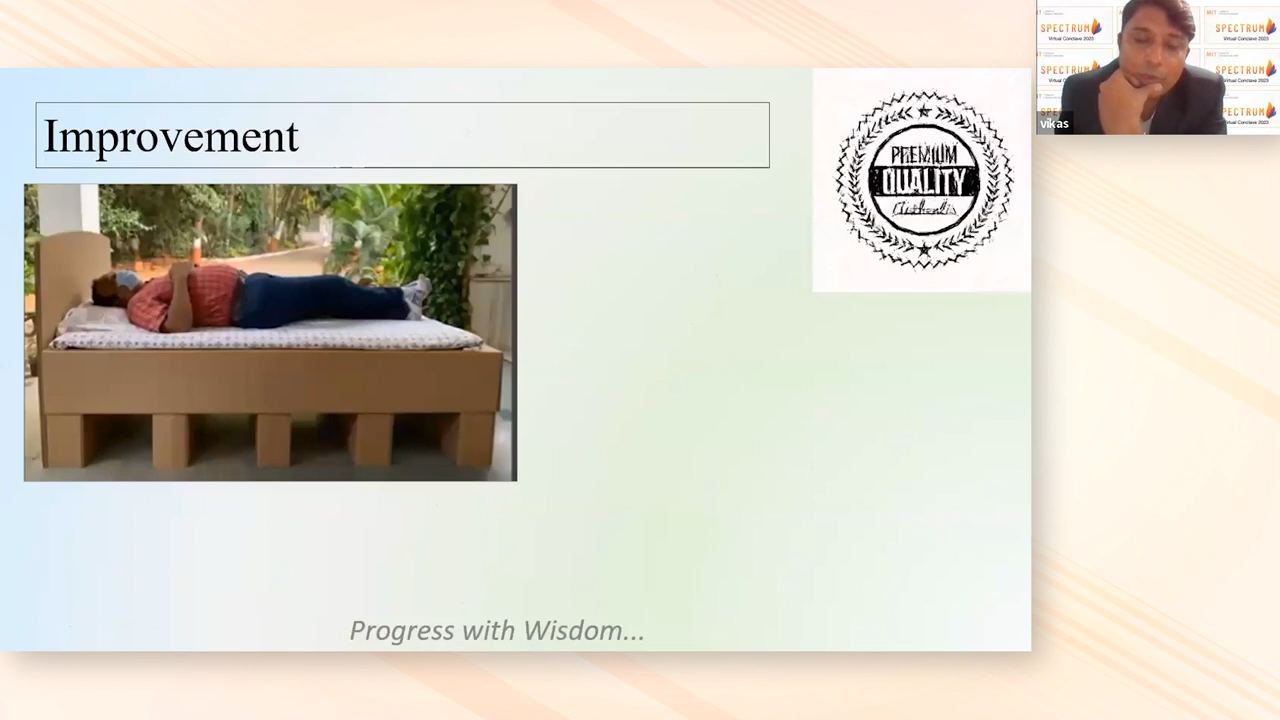 Improvement
PREMIUM
QUALITY
Progress with Wisdom...
SPECTRUM
Virtual Conclave 2023
SPECTRUM
Virtual Conclave 2023
SPECTRUM
SPECTRUM
Virtual Conclave 2023
SPECTRUM
Virtual Conclave 2023
vikas